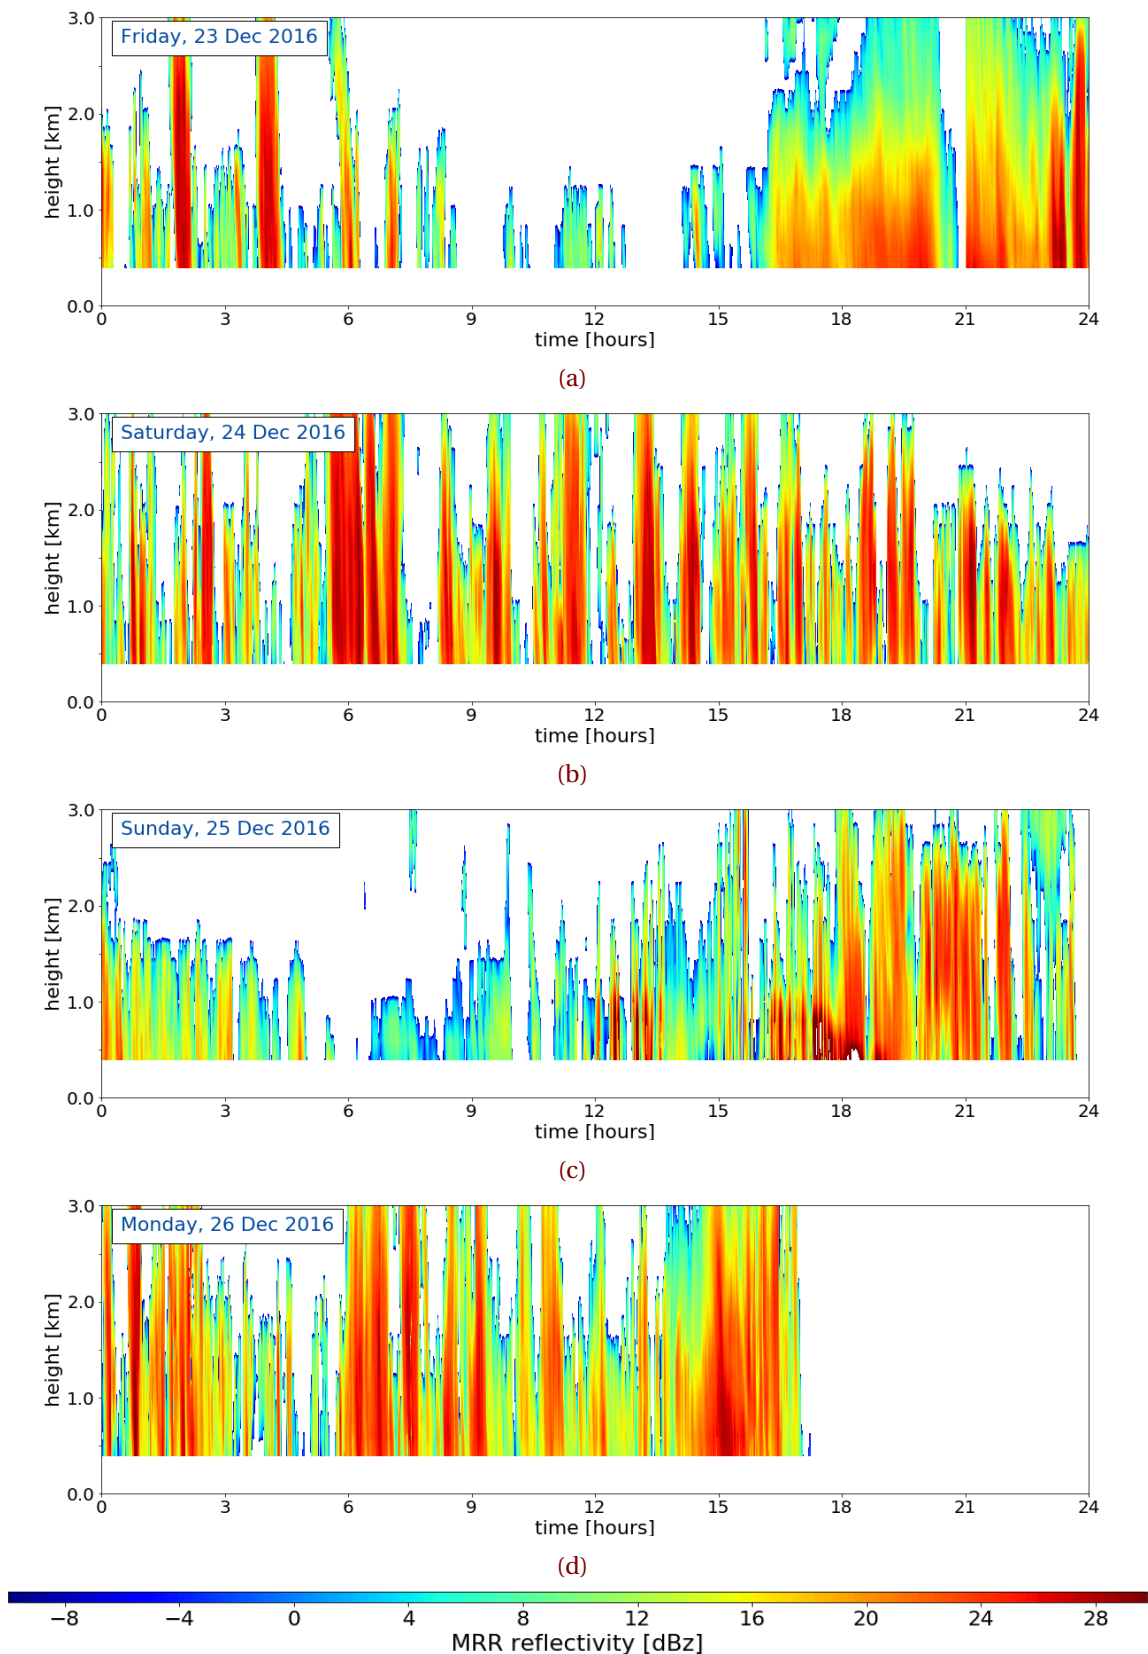 Friday, 23 Dec 2016
3.0
2.0
1.0
0.0
height [km]
0 3 6 9 12 15 18 21 24
time [hours]
(a)
Saturday, 24 Dec 2016
3.0
2.0
1.0
0.0
height [km]
0 3 6 9 12 15 18 21 24
time [hours]
(b)
Sunday, 25 Dec 2016
3.0
2.0
1.0
0.0
height [km]
0 3 6 9 12 15 18 21 24
time [hours]
(c)
Monday, 26 Dec 2016
3.0
2.0
1.0
0.0
height [km]
0 3 6 9 12 15 18 21 24
time [hours]
(d)
−8 −4 0 4 8 12 16 20 24 28
MRR reflectivity [dBz]